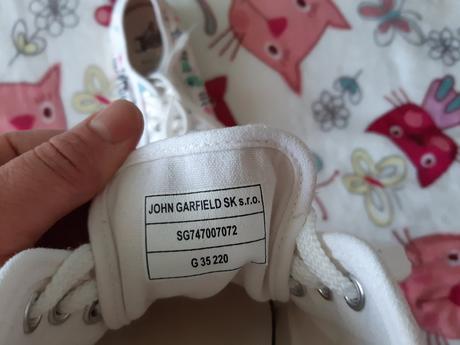 JOHN GARFIELD SK s.r.o.
SG747007072
G 35 220